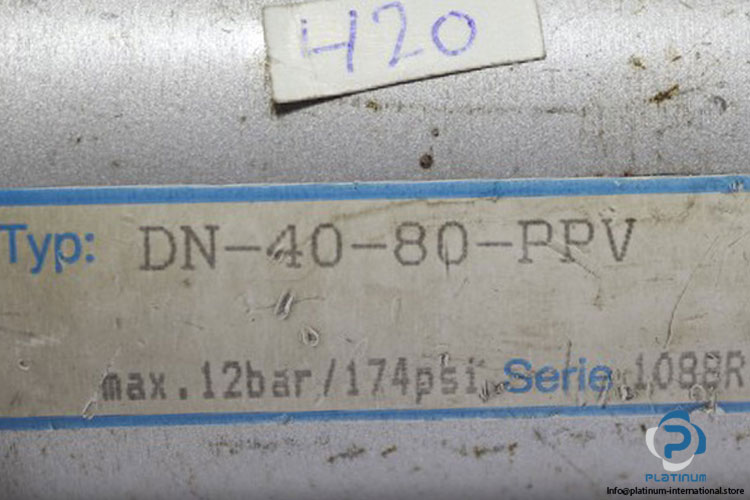 420
Typ: DN-40-80-PPV
max.12bar/174psi Serie 1088R
PLATINUM
Info@platinum-international.store